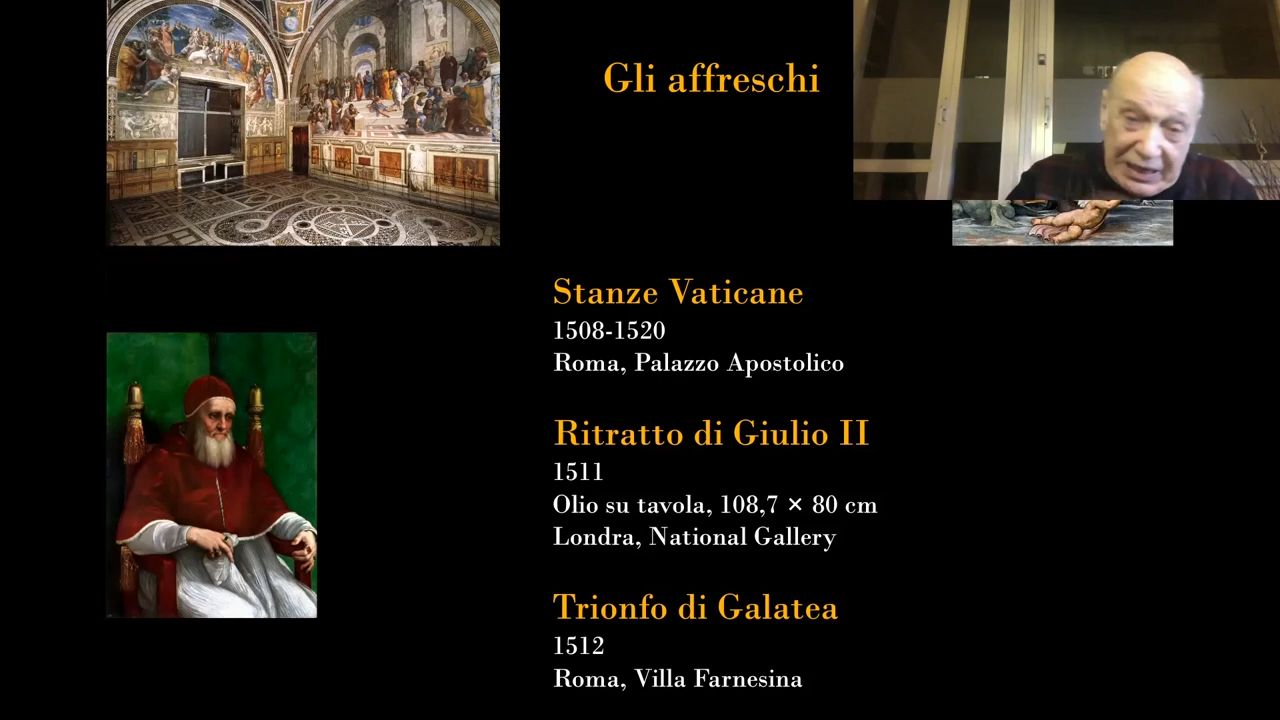 Gli affreschi
Stanze Vaticane
1508-1520
Roma, Palazzo Apostolico
Ritratto di Giulio II
1511
Olio su tavola, 108,7 × 80 cm
Londra, National Gallery
Trionfo di Galatea
1512
Roma, Villa Farnesina